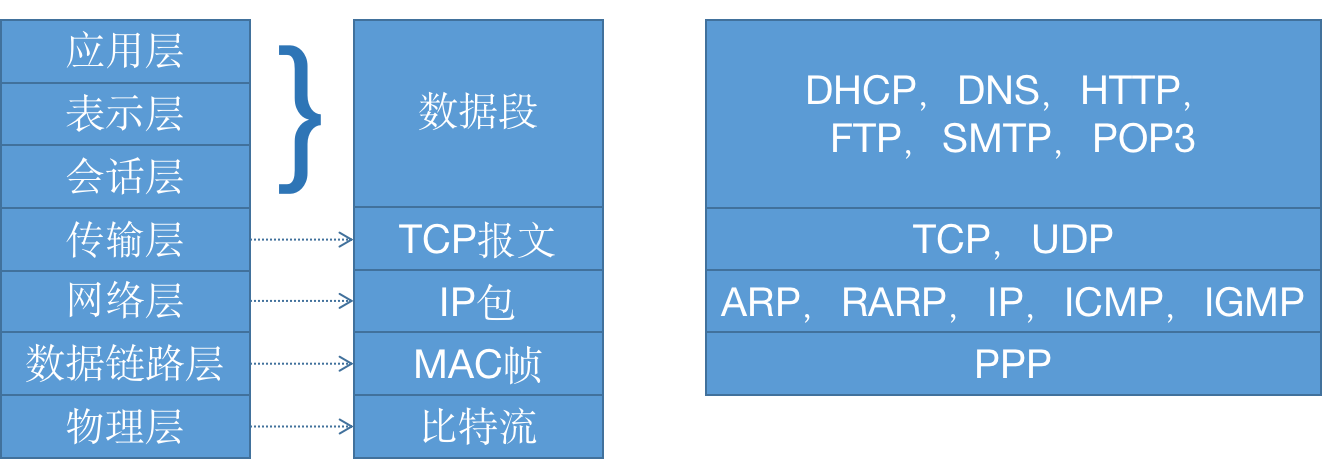 应用层
表示层
会话层
传输层
网络层
数据链路层
物理层
}
数据段
TCP报文
IP包
MAC帧
比特流
DHCP，DNS，HTTP，
FTP，SMTP，POP3
TCP，UDP
ARP，RARP，IP，ICMP，IGMP
PPP